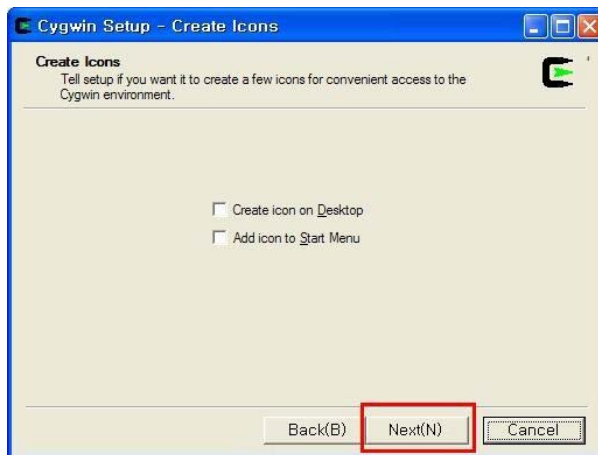 Cygwin Setup - Create Icons
Create Icons
Tell setup if you want it to create a few icons for convenient access to the
Cygwin environment.
Create icon on Desktop
Add icon to Start Menu
Back(B)
Next(N)
Cancel